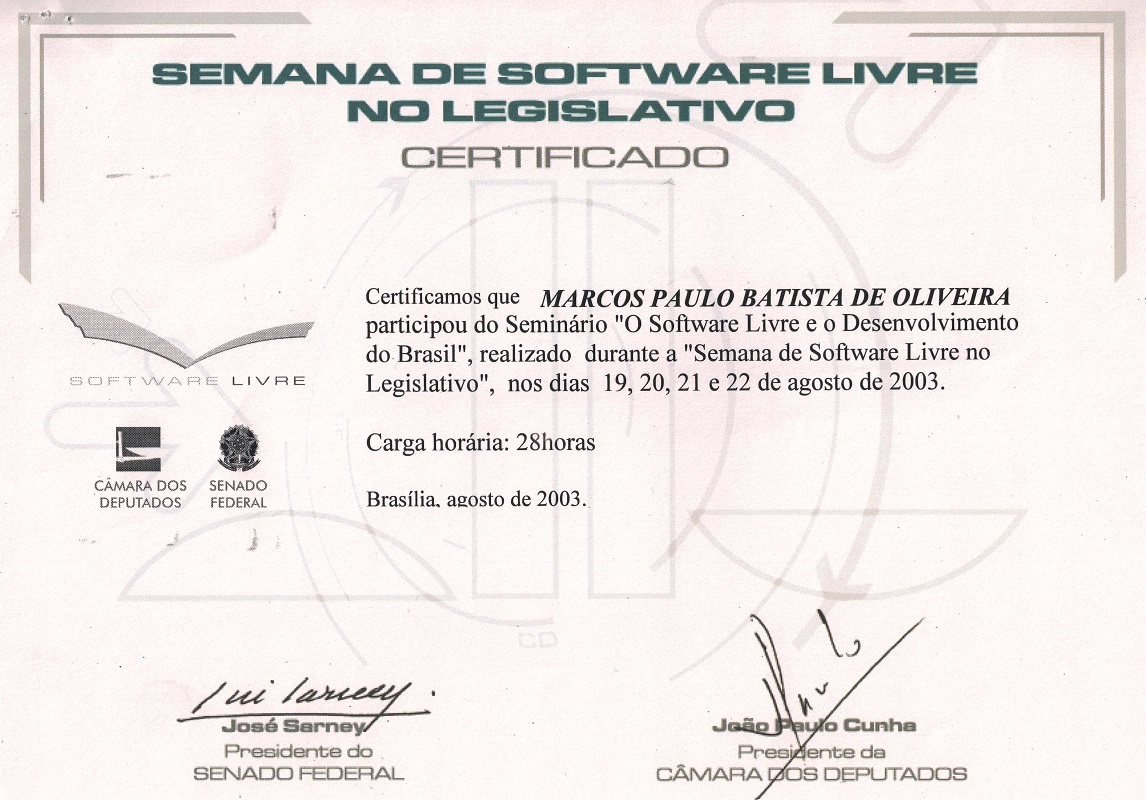 SEMANA DE SOFTWARE LIVRE
NO LEGISLATIVO
CERTIFICADO
Certificamos que MARCOS PAULO BATISTA DE OLIVEIRA
participou do Seminário "O Software Livre e o Desenvolvimento
do Brasil", realizado durante a "Semana de Software Livre no
Legislativo", nos dias 19, 20, 21 e 22 de agosto de 2003.
Carga horária: 28horas
Brasília, agosto de 2003.
SOFTWARE LIVRE
CÂMARA DOS
DEPUTADOS
SENADO
FEDERAL
CD
José Sarney
Presidente do
SENADO FEDERAL
João Paulo Cunha
Presidente da
CÂMARA DOS DEPUTADOS